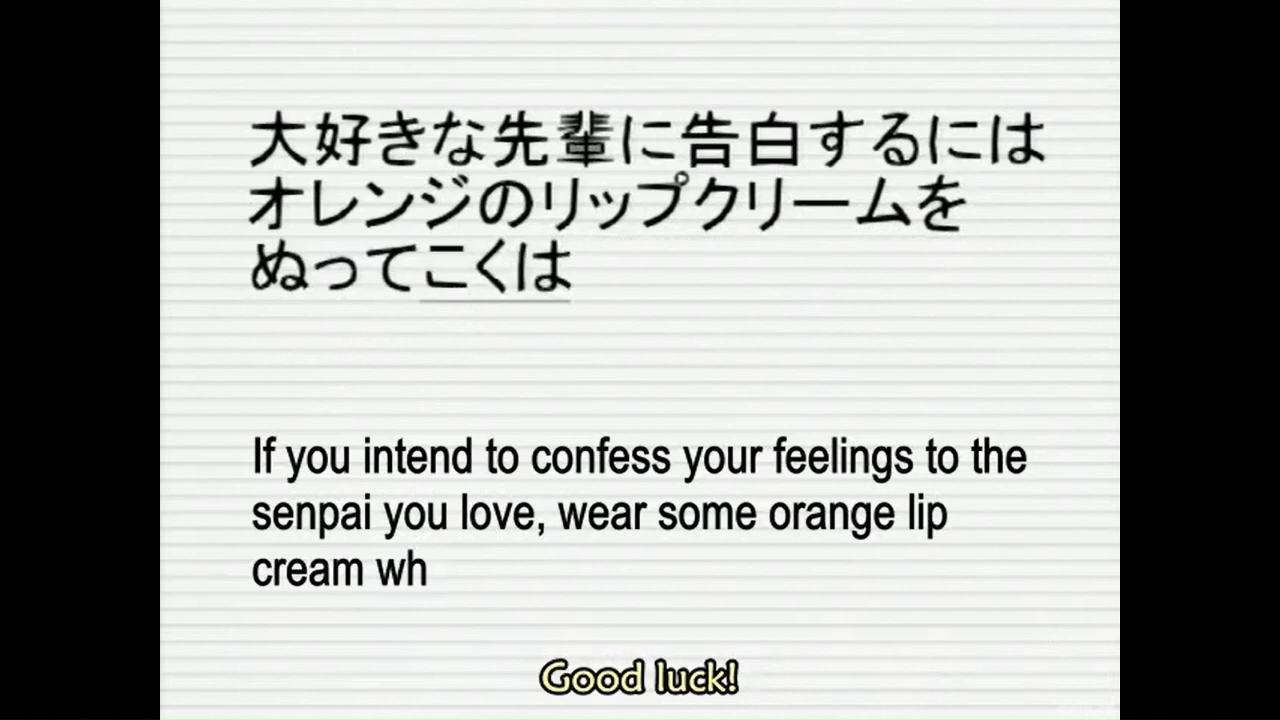 大好きな先輩に告白するには
オレンジのリップクリームを
ぬってこくは
If you intend to confess your feelings to the
senpai you love, wear some orange lip
cream wh
Good luck!